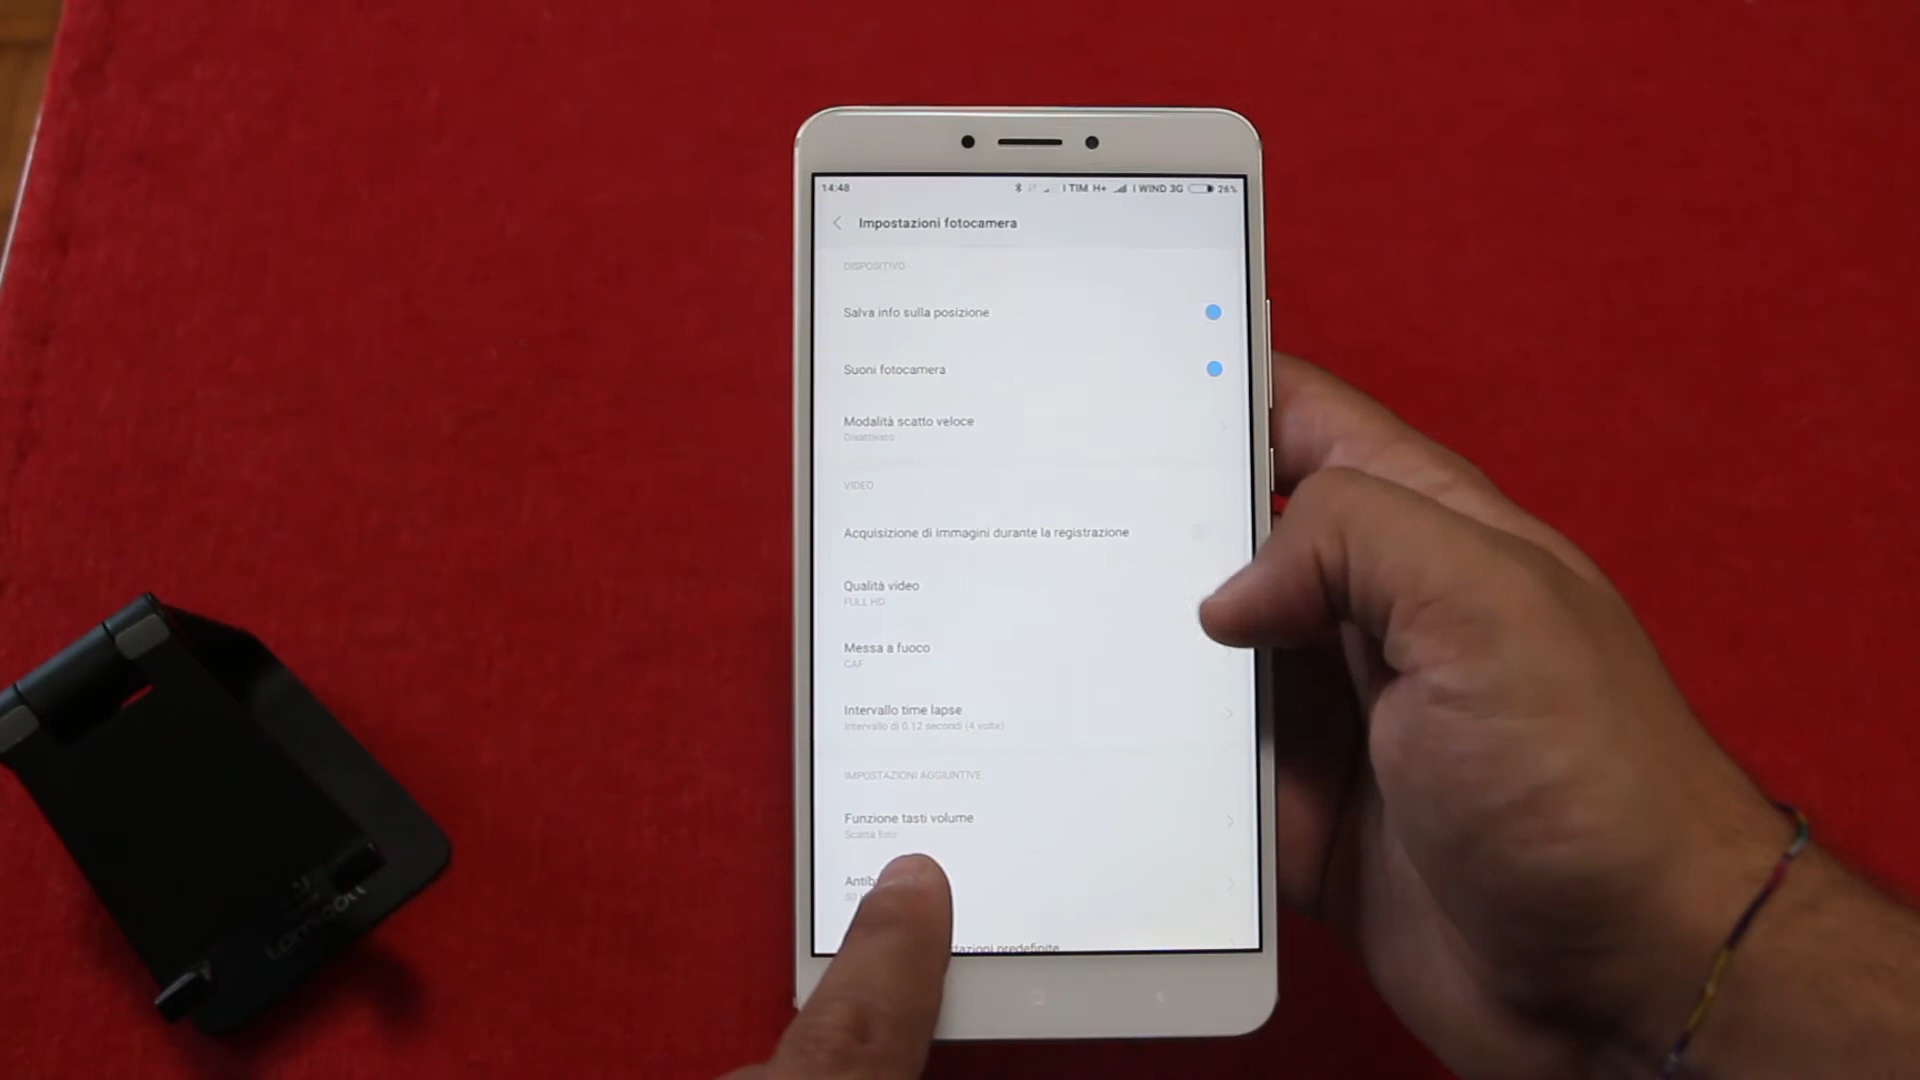 14:48
TIM H+ WIND 3G 26%
Impostazioni fotocamera
DISPOSITIVO
Salva info sulla posizione
Suoni fotocamera
Modalità scatto veloce
Disattivato
VIDEO
Acquisizione di immagini durante la registrazione
Qualità video
FULL HD
Messa a fuoco
CAF
Intervallo time lapse
Intervallo di 0.12 secondi (4 volte)
IMPOSTAZIONI AGGIUNTIVE
Funzione tasti volume
Scatta foto
predefinite